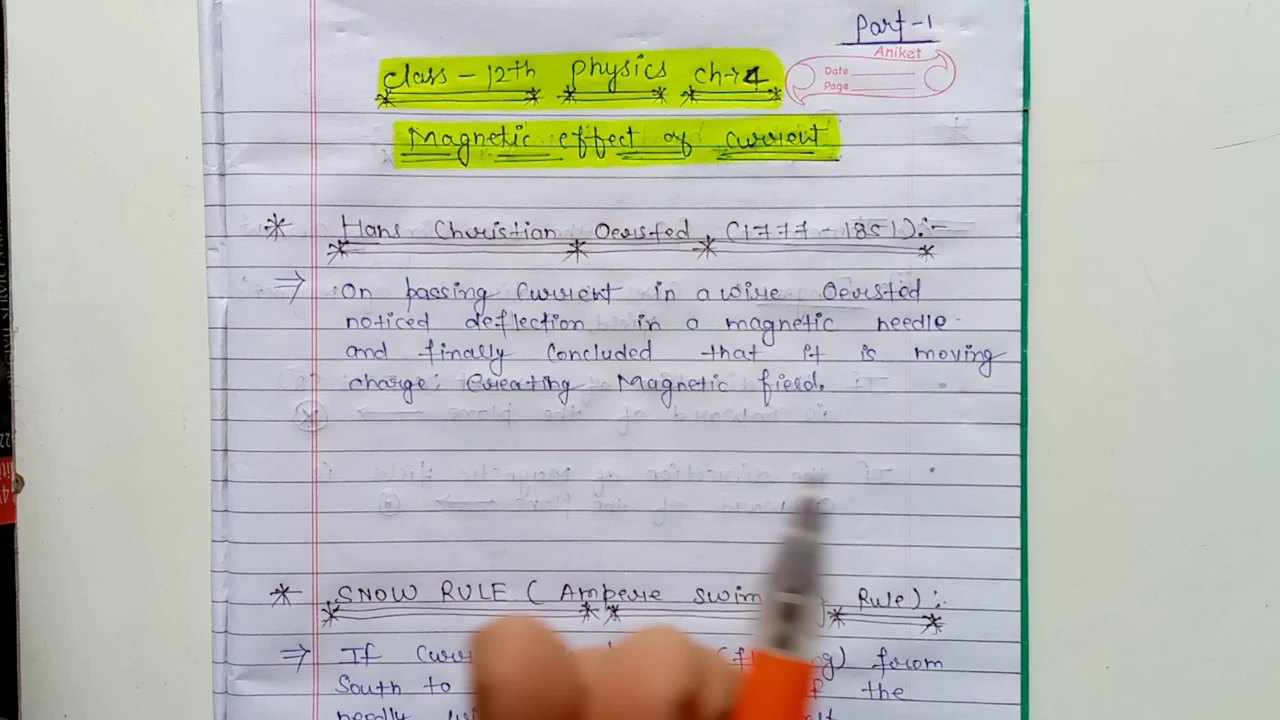 Part-1
Aniket
Date
Page
Class - 12th Physics Ch→4
Magnetic effect of current
* Hans Christian Oersted, (1777 - 1851):-
⇒ On passing Current in a wire Oersted
noticed deflection in a magnetic needle
and finally Concluded that it is moving
charge. Creating Magnetic field.
* SNOW RULE ( Ampere Rule):
⇒ If from
South to the